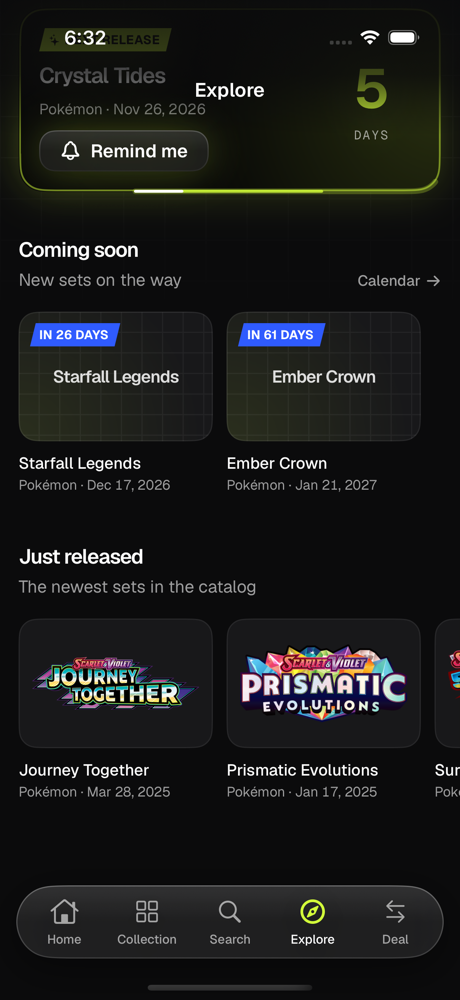 6:32
RELEASE
Crystal Tides
Explore
Pokémon · Nov 26, 2026
5
DAYS
Remind me
Coming soon
New sets on the way
Calendar →
IN 26 DAYS
IN 61 DAYS
Starfall Legends
Ember Crown
Starfall Legends
Ember Crown
Pokémon · Dec 17, 2026
Pokémon · Jan 21, 2027
Just released
The newest sets in the catalog
SCARLET & VIOLET
JOURNEY
TOGETHER
SCARLET & VIOLET
PRISMATIC
EVOLUTIONS
Journey Together
Prismatic Evolutions
Pokémon · Mar 28, 2025
Pokémon · Jan 17, 2025
Home
Collection
Search
Explore
Deal